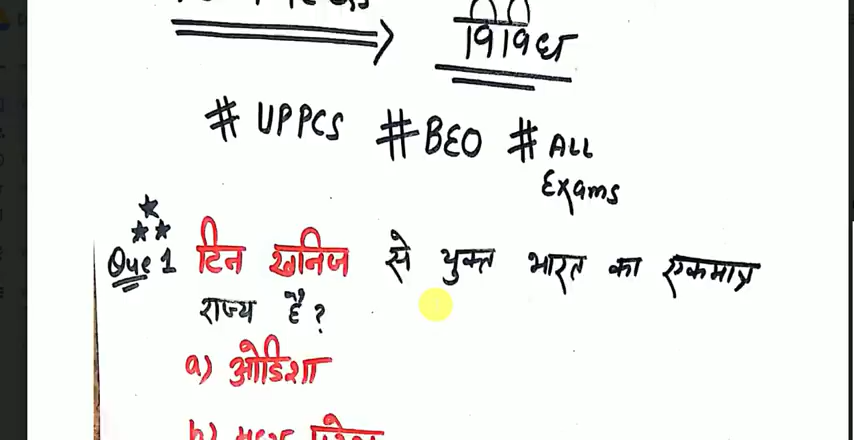 विविध
# UPPCS # BEO # ALL
Exams
Que 1 टिन खनिज से युक्त भारत का एकमात्र
राज्य है?
a) ओडिशा